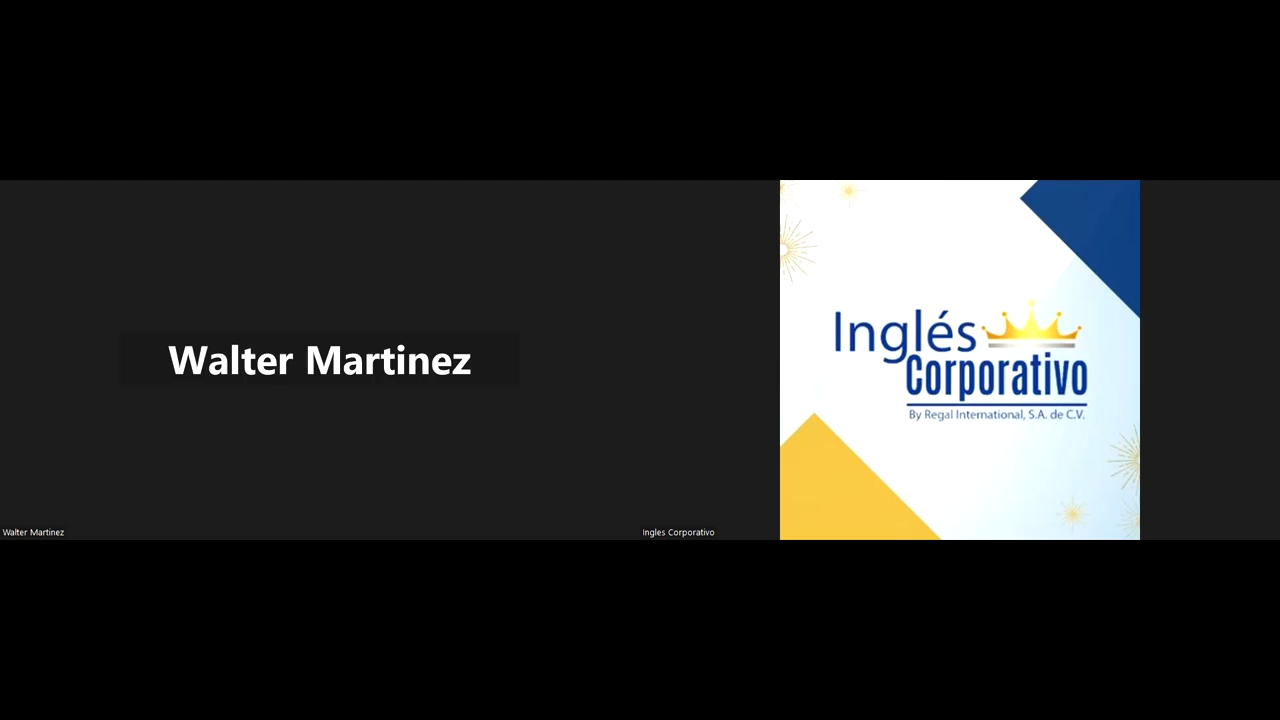 Walter Martinez
Walter Martinez
Inglés
Corporativo
By Regal International, S.A. de C.V.
Ingles Corporativo